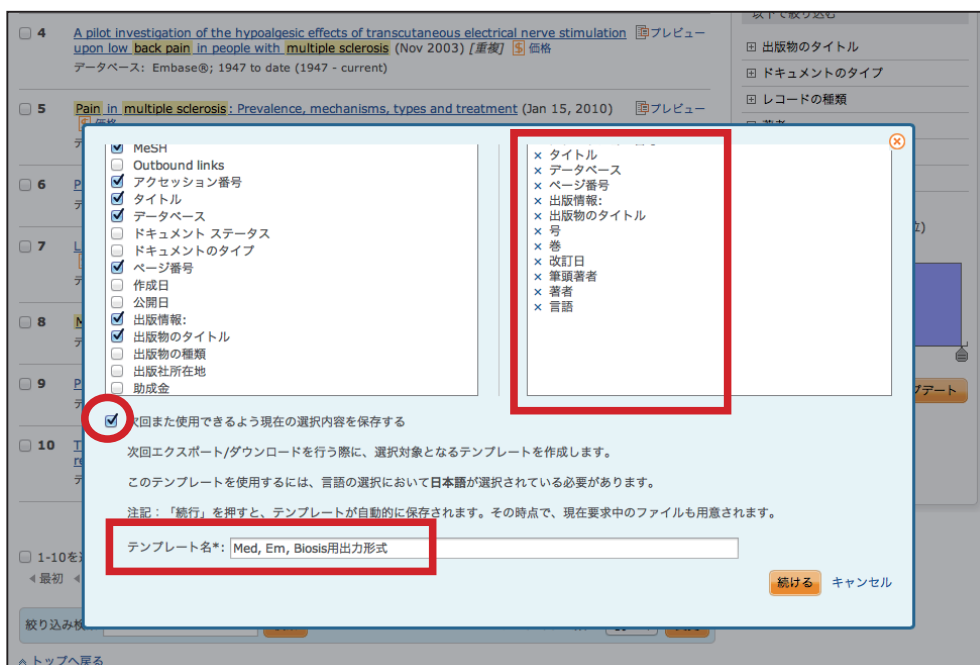 4 A pilot investigation of the hypoalgesic effects of transcutaneous electrical nerve stimulation プレビュー
upon low back pain in people with multiple sclerosis (Nov 2003) [重複] $ 価格
データベース: Embase®; 1947 to date (1947 - current)
5 Pain in multiple sclerosis: Prevalence, mechanisms, types and treatment (Jan 15, 2010) プレビュー
$ 価格
以下で絞り込む
出版物のタイトル
ドキュメントのタイプ
レコードの種類
著者
6
7
8
9
10
MeSH
Outbound links
アクセッション番号
タイトル
データベース
ドキュメント ステータス
ドキュメントのタイプ
ページ番号
作成日
公開日
出版情報:
出版物のタイトル
出版物の種類
出版社所在地
助成金
× タイトル
× データベース
× ページ番号
× 出版情報:
× 出版物のタイトル
× 号
× 巻
× 改訂日
× 筆頭著者
× 著者
× 言語
次回また使用できるよう現在の選択内容を保存する
次回エクスポート/ダウンロードを行う際に、選択対象となるテンプレートを作成します。
このテンプレートを使用するには、言語の選択において日本語が選択されている必要があります。
注記：「続行」を押すと、テンプレートが自動的に保存されます。その時点で、現在要求中のファイルも用意されます。
テンプレート名*: Med, Em, Biosis用出力形式
続ける キャンセル
1-10を
最初
絞り込み検
トップへ戻る